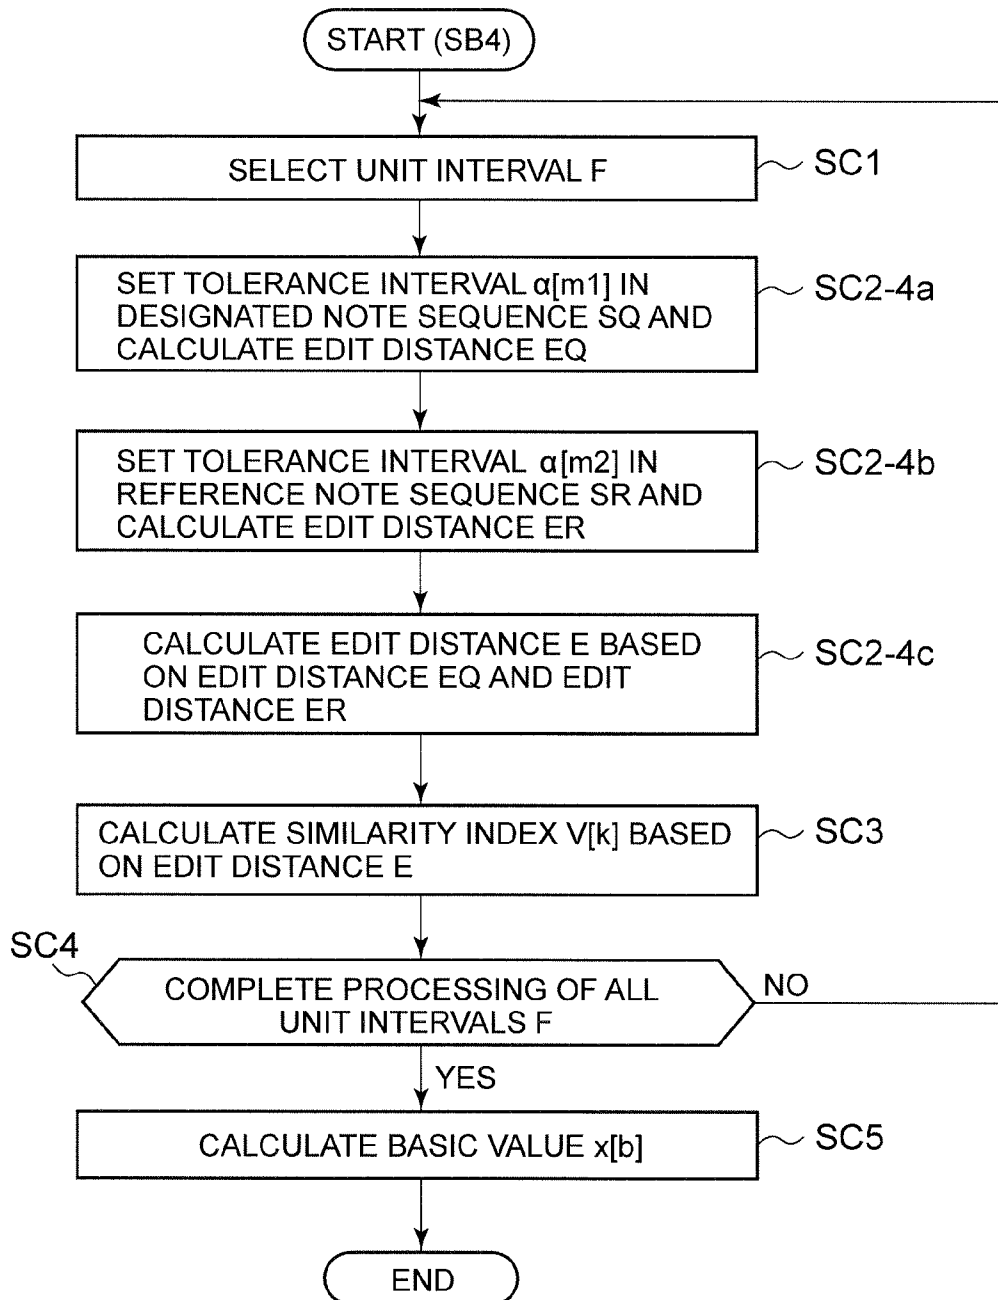 START (SB4)
SELECT UNIT INTERVAL F
SC1
SET TOLERANCE INTERVAL α[m1] IN
DESIGNATED NOTE SEQUENCE SQ AND
CALCULATE EDIT DISTANCE EQ
SC2-4a
SET TOLERANCE INTERVAL α[m2] IN
REFERENCE NOTE SEQUENCE SR AND
CALCULATE EDIT DISTANCE ER
SC2-4b
CALCULATE EDIT DISTANCE E BASED
ON EDIT DISTANCE EQ AND EDIT
DISTANCE ER
SC2-4c
CALCULATE SIMILARITY INDEX V[k] BASED
ON EDIT DISTANCE E
SC3
SC4
COMPLETE PROCESSING OF ALL
UNIT INTERVALS F
NO
YES
CALCULATE BASIC VALUE x[b]
SC5
END